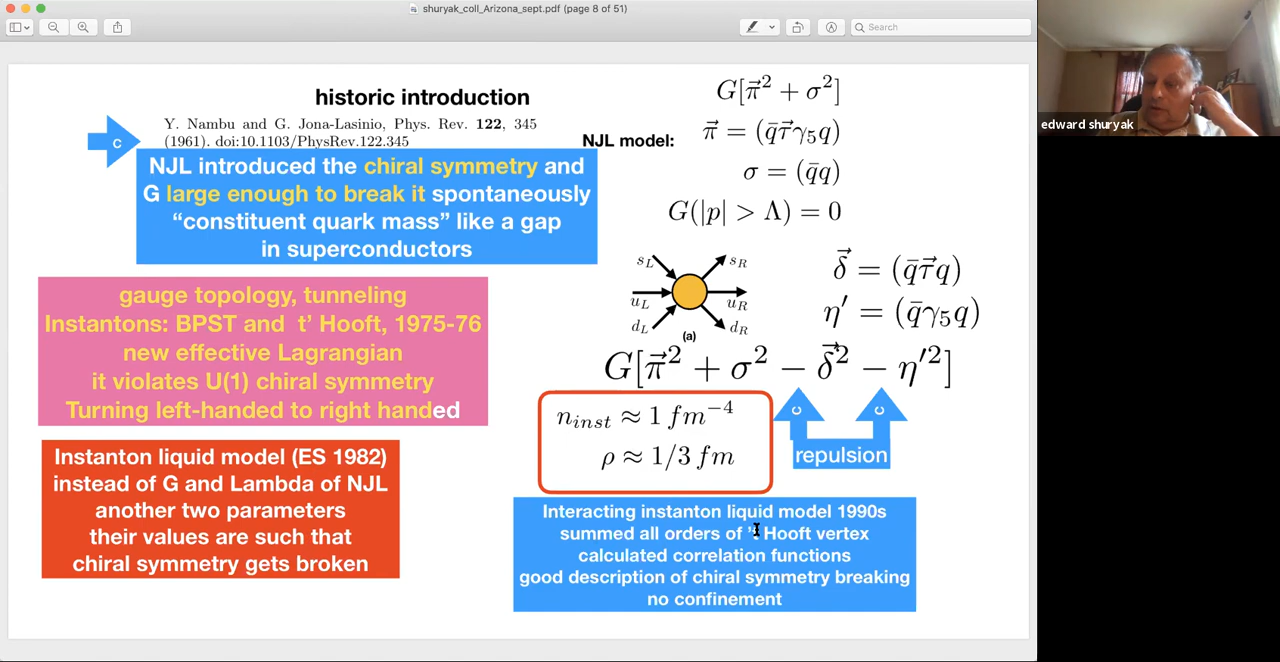 shuryak_coll_Arizona_sept.pdf (page 8 of 51)
Search
edward shuryak
historic introduction
Y. Nambu and G. Jona-Lasinio, Phys. Rev. 122, 345
(1961). doi:10.1103/PhysRev.122.345
C
NJL introduced the chiral symmetry and
G large enough to break it spontaneously
“constituent quark mass” like a gap
in superconductors
G[π⃗² + σ²]
NJL model: π⃗ = (q̄τ⃗γ₅q)
σ = (q̄q)
G(|p| > Λ) = 0
gauge topology, tunneling
Instantons: BPST and t’ Hooft, 1975-76
new effective Lagrangian
it violates U(1) chiral symmetry
Turning left-handed to right handed
s_L s_R
u_L u_R
d_L d_R
(a)
δ⃗ = (q̄τ⃗q)
η′ = (q̄γ₅q)
G[π⃗² + σ² − δ⃗² − η′²]
C C
repulsion
n_inst ≈ 1 fm⁻⁴
ρ ≈ 1/3 fm
Instanton liquid model (ES 1982)
instead of G and Lambda of NJL
another two parameters
their values are such that
chiral symmetry gets broken
Interacting instanton liquid model 1990s
summed all orders of Hooft vertex
calculated correlation functions
good description of chiral symmetry breaking
no confinement